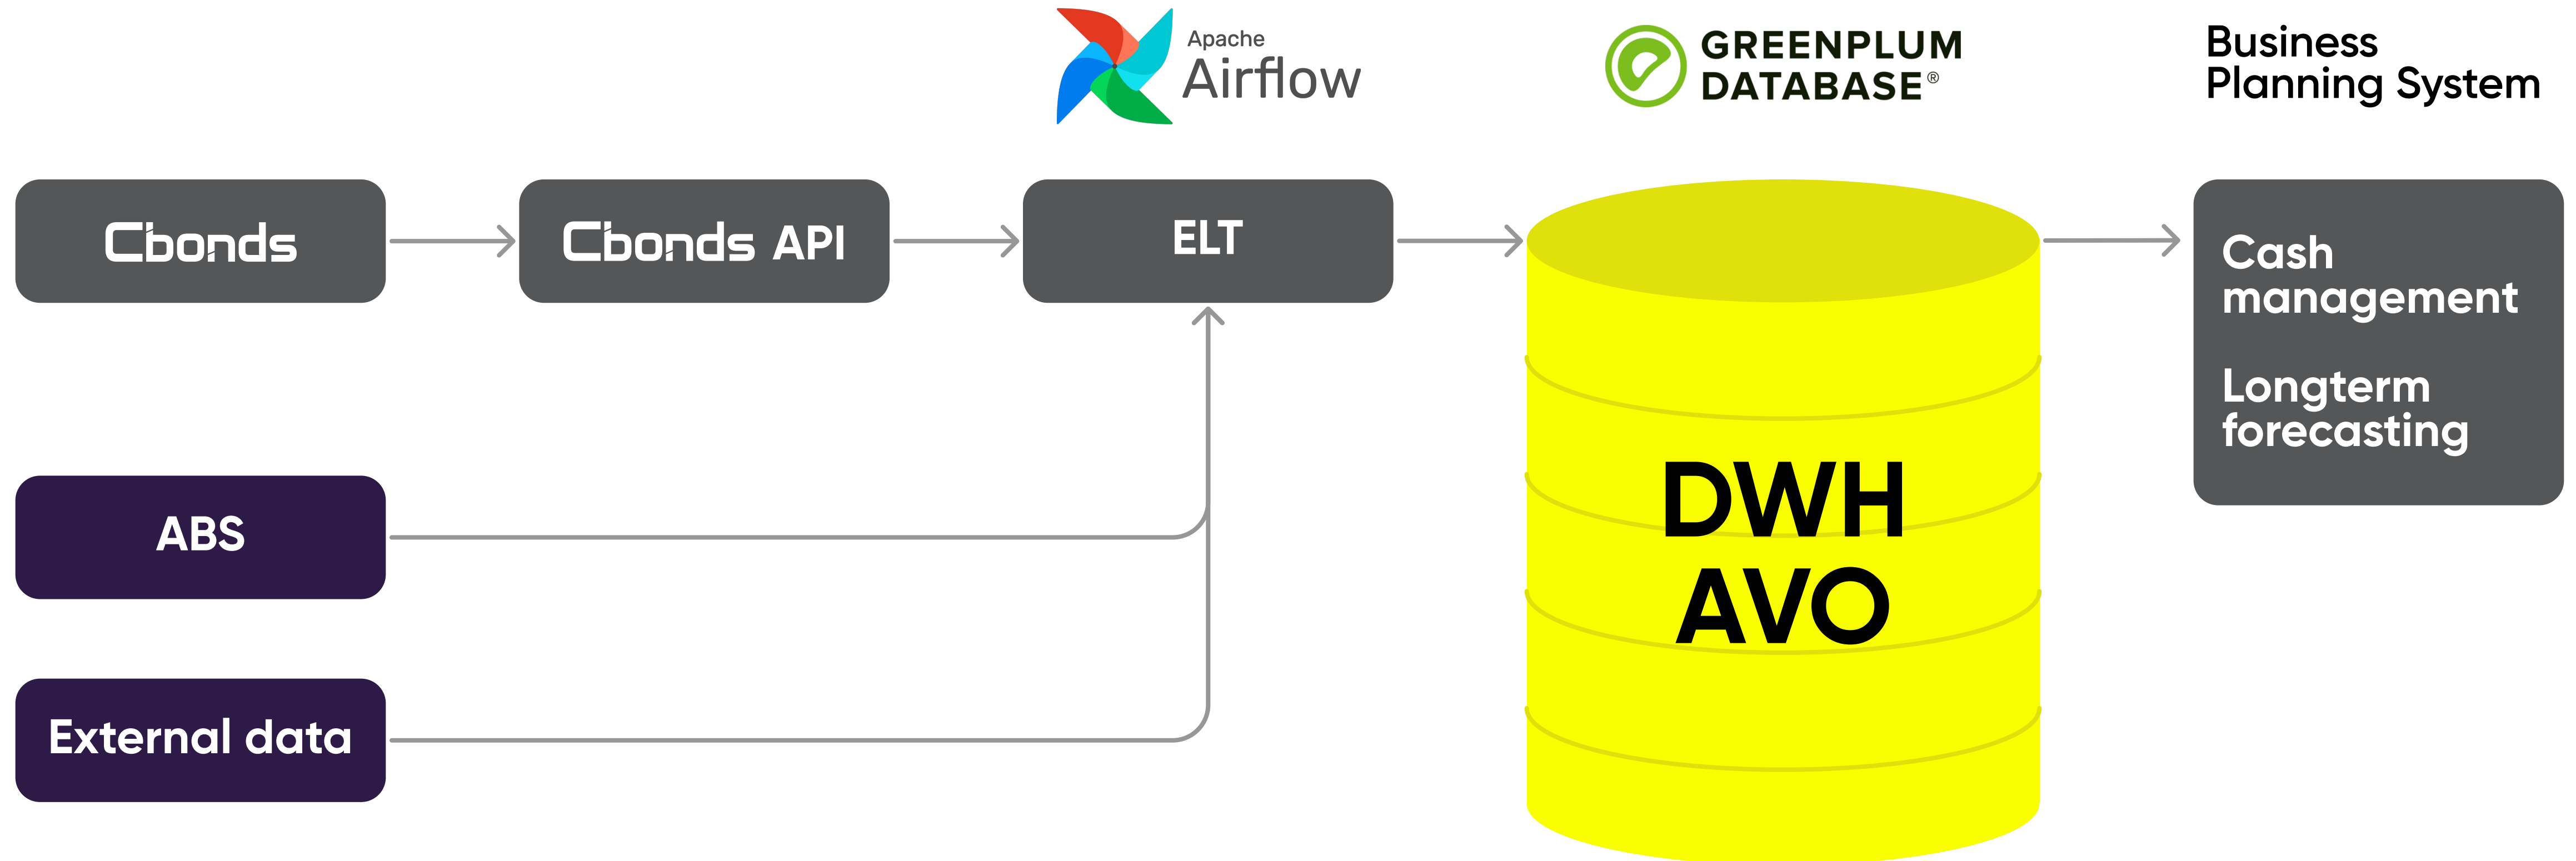 Apache
Airflow
GREENPLUM
DATABASE®
Business
Planning System
Cbonds
Cbonds API
ELT
Cash
management
Longterm
forecasting
ABS
External data
DWH
AVO